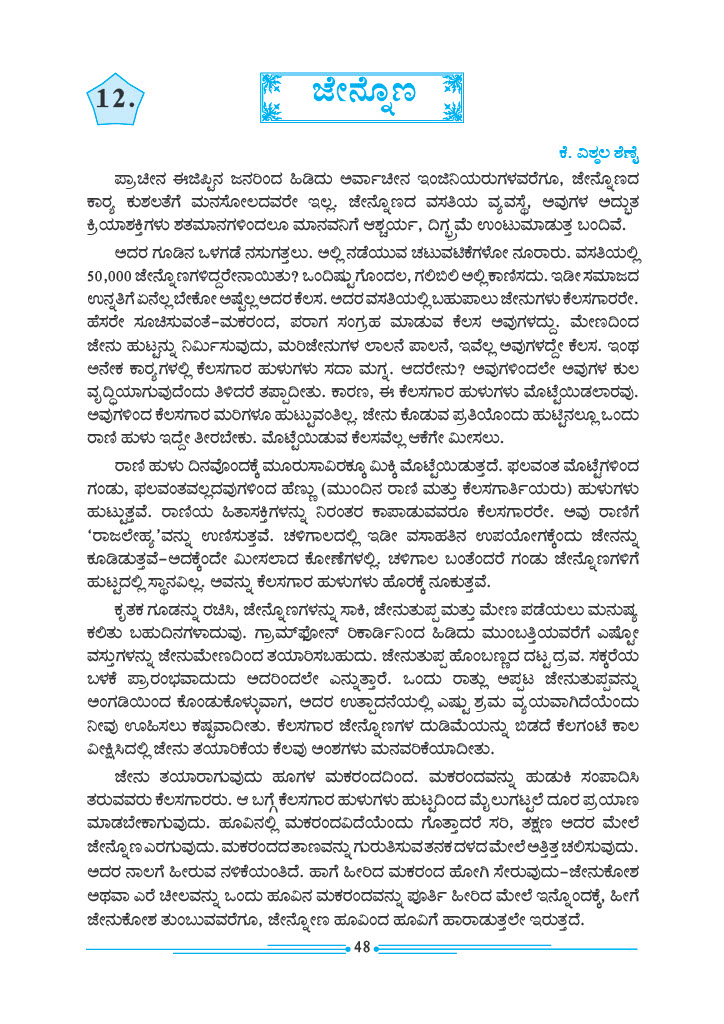 12.
ಜೇನ್ನೊಣ
ಕೆ. ವಿಠ್ಠಲ ಶೆಣೈ
ಪ್ರಾಚೀನ ಈಜಿಪ್ಟಿನ ಜನರಿಂದ ಹಿಡಿದು ಅರ್ವಾಚೀನ ಇಂಜಿನಿಯರುಗಳವರೆಗೂ, ಜೇನ್ನೊಣದ
ಕಾರ‍್ಯ ಕುಶಲತೆಗೆ ಮನಸೋಲದವರೇ ಇಲ್ಲ. ಜೇನ್ನೊಣದ ವಸತಿಯ ವ್ಯವಸ್ಥೆ, ಅವುಗಳ ಅದ್ಭುತ
ಕ್ರಿಯಾಶಕ್ತಿಗಳು ಶತಮಾನಗಳಿಂದಲೂ ಮಾನವನಿಗೆ ಆಶ್ಚರ್ಯ, ದಿಗ್ಭ್ರಮೆ ಉಂಟುಮಾಡುತ್ತ ಬಂದಿವೆ.
ಅದರ ಗೂಡಿನ ಒಳಗಡೆ ನಸುಗತ್ತಲು. ಅಲ್ಲಿ ನಡೆಯುವ ಚಟುವಟಿಕೆಗಳೋ ನೂರಾರು. ವಸತಿಯಲ್ಲಿ
50,000 ಜೇನ್ನೊಣಗಳಿದ್ದರೇನಾಯಿತು? ಒಂದಿಷ್ಟು ಗೊಂದಲ, ಗಲಿಬಿಲಿ ಅಲ್ಲಿ ಕಾಣಿಸದು. ಇಡೀ ಸಮಾಜದ
ಉನ್ನತಿಗೆ ಏನೆಲ್ಲ ಬೇಕೋ ಅಷ್ಟೆಲ್ಲ ಅದರ ಕೆಲಸ. ಅದರ ವಸತಿಯಲ್ಲಿ ಬಹುಪಾಲು ಜೇನುಗಳು ಕೆಲಸಗಾರರೇ.
ಹೆಸರೇ ಸೂಚಿಸುವಂತೆ-ಮಕರಂದ, ಪರಾಗ ಸಂಗ್ರಹ ಮಾಡುವ ಕೆಲಸ ಅವುಗಳದ್ದು. ಮೇಣದಿಂದ
ಜೇನು ಹುಟ್ಟನ್ನು ನಿರ್ಮಿಸುವುದು, ಮರಿಜೇನುಗಳ ಲಾಲನೆ ಪಾಲನೆ, ಇವೆಲ್ಲ ಅವುಗಳದ್ದೇ ಕೆಲಸ. ಇಂಥ
ಅನೇಕ ಕಾರ‍್ಯಗಳಲ್ಲಿ ಕೆಲಸಗಾರ ಹುಳುಗಳು ಸದಾ ಮಗ್ನ. ಆದರೇನು? ಅವುಗಳಿಂದಲೇ ಅವುಗಳ ಕುಲ
ವೃದ್ಧಿಯಾಗುವುದೆಂದು ತಿಳಿದರೆ ತಪ್ಪಾದೀತು. ಕಾರಣ, ಈ ಕೆಲಸಗಾರ ಹುಳುಗಳು ಮೊಟ್ಟೆಯಿಡಲಾರವು.
ಅವುಗಳಿಂದ ಕೆಲಸಗಾರ ಮರಿಗಳೂ ಹುಟ್ಟುವಂತಿಲ್ಲ. ಜೇನು ಕೊಡುವ ಪ್ರತಿಯೊಂದು ಹುಟ್ಟಿನಲ್ಲೂ ಒಂದು
ರಾಣಿ ಹುಳು ಇದ್ದೇ ತೀರಬೇಕು. ಮೊಟ್ಟೆಯಿಡುವ ಕೆಲಸವೆಲ್ಲ ಆಕೆಗೇ ಮೀಸಲು.
ರಾಣಿ ಹುಳು ದಿನವೊಂದಕ್ಕೆ ಮೂರುಸಾವಿರಕ್ಕೂ ಮಿಕ್ಕಿ ಮೊಟ್ಟೆಯಿಡುತ್ತದೆ. ಫಲವಂತ ಮೊಟ್ಟೆಗಳಿಂದ
ಗಂಡು, ಫಲವಂತವಲ್ಲದವುಗಳಿಂದ ಹೆಣ್ಣು (ಮುಂದಿನ ರಾಣಿ ಮತ್ತು ಕೆಲಸಗಾರ್ತಿಯರು) ಹುಳುಗಳು
ಹುಟ್ಟುತ್ತವೆ. ರಾಣಿಯ ಹಿತಾಸಕ್ತಿಗಳನ್ನು ನಿರಂತರ ಕಾಪಾಡುವವರೂ ಕೆಲಸಗಾರರೇ. ಅವು ರಾಣಿಗೆ
‘ರಾಜಲೇಹ್ಯ’ವನ್ನು ಉಣಿಸುತ್ತವೆ. ಚಳಿಗಾಲದಲ್ಲಿ ಇಡೀ ವಸಾಹತಿನ ಉಪಯೋಗಕ್ಕೆಂದು ಜೇನನ್ನು
ಕೂಡಿಡುತ್ತವೆ-ಅದಕ್ಕೆಂದೇ ಮೀಸಲಾದ ಕೋಣೆಗಳಲ್ಲಿ. ಚಳಿಗಾಲ ಬಂತೆಂದರೆ ಗಂಡು ಜೇನ್ನೊಣಗಳಿಗೆ
ಹುಟ್ಟದಲ್ಲಿ ಸ್ಥಾನವಿಲ್ಲ. ಅವನ್ನು ಕೆಲಸಗಾರ ಹುಳುಗಳು ಹೊರಕ್ಕೆ ನೂಕುತ್ತವೆ.
ಕೃತಕ ಗೂಡನ್ನು ರಚಿಸಿ, ಜೇನ್ನೊಣಗಳನ್ನು ಸಾಕಿ, ಜೇನುತುಪ್ಪ ಮತ್ತು ಮೇಣ ಪಡೆಯಲು ಮನುಷ್ಯ
ಕಲಿತು ಬಹುದಿನಗಳಾದುವು. ಗ್ರಾಮ್‌ಫೋನ್ ರಿಕಾರ್ಡಿನಿಂದ ಹಿಡಿದು ಮುಂಬತ್ತಿಯವರೆಗೆ ಎಷ್ಟೋ
ವಸ್ತುಗಳನ್ನು ಜೇನುಮೇಣದಿಂದ ತಯಾರಿಸಬಹುದು. ಜೇನುತುಪ್ಪ ಹೊಂಬಣ್ಣದ ದಟ್ಟ ದ್ರವ. ಸಕ್ಕರೆಯ
ಬಳಕೆ ಪ್ರಾರಂಭವಾದುದು ಅದರಿಂದಲೇ ಎನ್ನುತ್ತಾರೆ. ಒಂದು ರಾತ್ಲು ಅಪ್ಪಟ ಜೇನುತುಪ್ಪವನ್ನು
ಅಂಗಡಿಯಿಂದ ಕೊಂಡುಕೊಳ್ಳುವಾಗ, ಅದರ ಉತ್ಪಾದನೆಯಲ್ಲಿ ಎಷ್ಟು ಶ್ರಮ ವ್ಯಯವಾಗಿದೆಯೆಂದು
ನೀವು ಊಹಿಸಲು ಕಷ್ಟವಾದೀತು. ಕೆಲಸಗಾರ ಜೇನ್ನೊಣಗಳ ದುಡಿಮೆಯನ್ನು ಬಿಡದೆ ಕೆಲಗಂಟೆ ಕಾಲ
ವೀಕ್ಷಿಸಿದಲ್ಲಿ ಜೇನು ತಯಾರಿಕೆಯ ಕೆಲವು ಅಂಶಗಳು ಮನವರಿಕೆಯಾದೀತು.
ಜೇನು ತಯಾರಾಗುವುದು ಹೂಗಳ ಮಕರಂದದಿಂದ. ಮಕರಂದವನ್ನು ಹುಡುಕಿ ಸಂಪಾದಿಸಿ
ತರುವವರು ಕೆಲಸಗಾರರು. ಆ ಬಗ್ಗೆ ಕೆಲಸಗಾರ ಹುಳುಗಳು ಹುಟ್ಟದಿಂದ ಮೈಲುಗಟ್ಟಲೆ ದೂರ ಪ್ರಯಾಣ
ಮಾಡಬೇಕಾಗುವುದು. ಹೂವಿನಲ್ಲಿ ಮಕರಂದವಿದೆಯೆಂದು ಗೊತ್ತಾದರೆ ಸರಿ, ತಕ್ಷಣ ಅದರ ಮೇಲೆ
ಜೇನ್ನೊಣ ಎರಗುವುದು. ಮಕರಂದದ ತಾಣವನ್ನು ಗುರುತಿಸುವ ತನಕ ದಳದ ಮೇಲೆ ಅತ್ತಿತ್ತ ಚಲಿಸುವುದು.
ಅದರ ನಾಲಗೆ ಹೀರುವ ನಳಿಕೆಯಂತಿದೆ. ಹಾಗೆ ಹೀರಿದ ಮಕರಂದ ಹೋಗಿ ಸೇರುವುದು-ಜೇನುಕೋಶ
ಅಥವಾ ಎರೆ ಚೀಲವನ್ನು ಒಂದು ಹೂವಿನ ಮಕರಂದವನ್ನು ಪೂರ್ತಿ ಹೀರಿದ ಮೇಲೆ ಇನ್ನೊಂದಕ್ಕೆ, ಹೀಗೆ
ಜೇನುಕೋಶ ತುಂಬುವವರೆಗೂ, ಜೇನ್ನೋಣ ಹೂವಿಂದ ಹೂವಿಗೆ ಹಾರಾಡುತ್ತಲೇ ಇರುತ್ತದೆ.
48